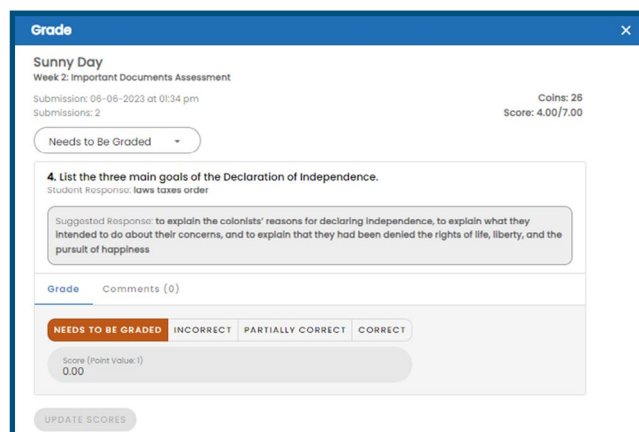 Grade
Sunny Day
Week 2: Important Documents Assessment
Submission: 06-06-2023 at 01:34 pm
Submissions: 2
Coins: 26
Score: 4.00/7.00
Needs to Be Graded
4. List the three main goals of the Declaration of Independence.
Student Response: laws taxes order
Suggested Response: to explain the colonists' reasons for declaring independence, to explain what they
intended to do about their concerns, and to explain that they had been denied the rights of life, liberty, and the
pursuit of happiness
Grade Comments (0)
NEEDS TO BE GRADED INCORRECT PARTIALLY CORRECT CORRECT
Score (Point Value: 1)
0.00
UPDATE SCORES